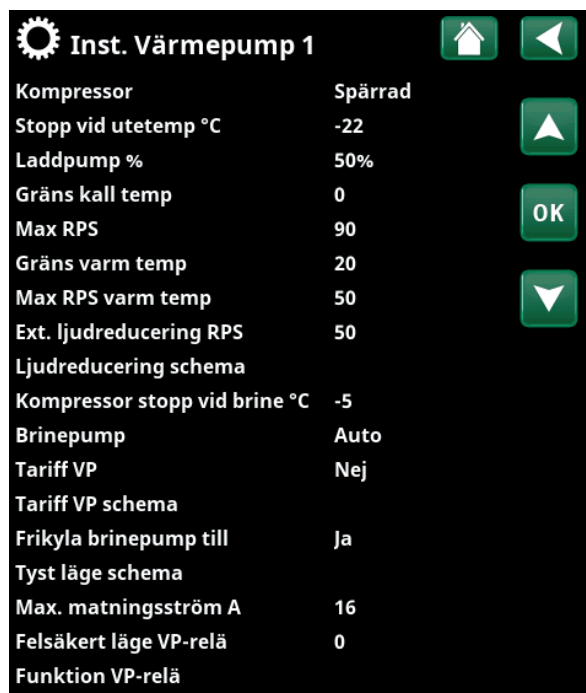 Inst. Värmepump 1
Kompressor Spärrad
Stopp vid utetemp °C -22
Laddpump % 50%
Gräns kall temp 0
OK
Max RPS 90
Gräns varm temp 20
Max RPS varm temp 50
Ext. ljudreducering RPS 50
Ljudreducering schema
Kompressor stopp vid brine °C -5
Brinepump Auto
Tariff VP Nej
Tariff VP schema
Frikyla brinepump till Ja
Tyst läge schema
Max. matningsström A 16
Felsäkert läge VP-relä 0
Funktion VP-relä